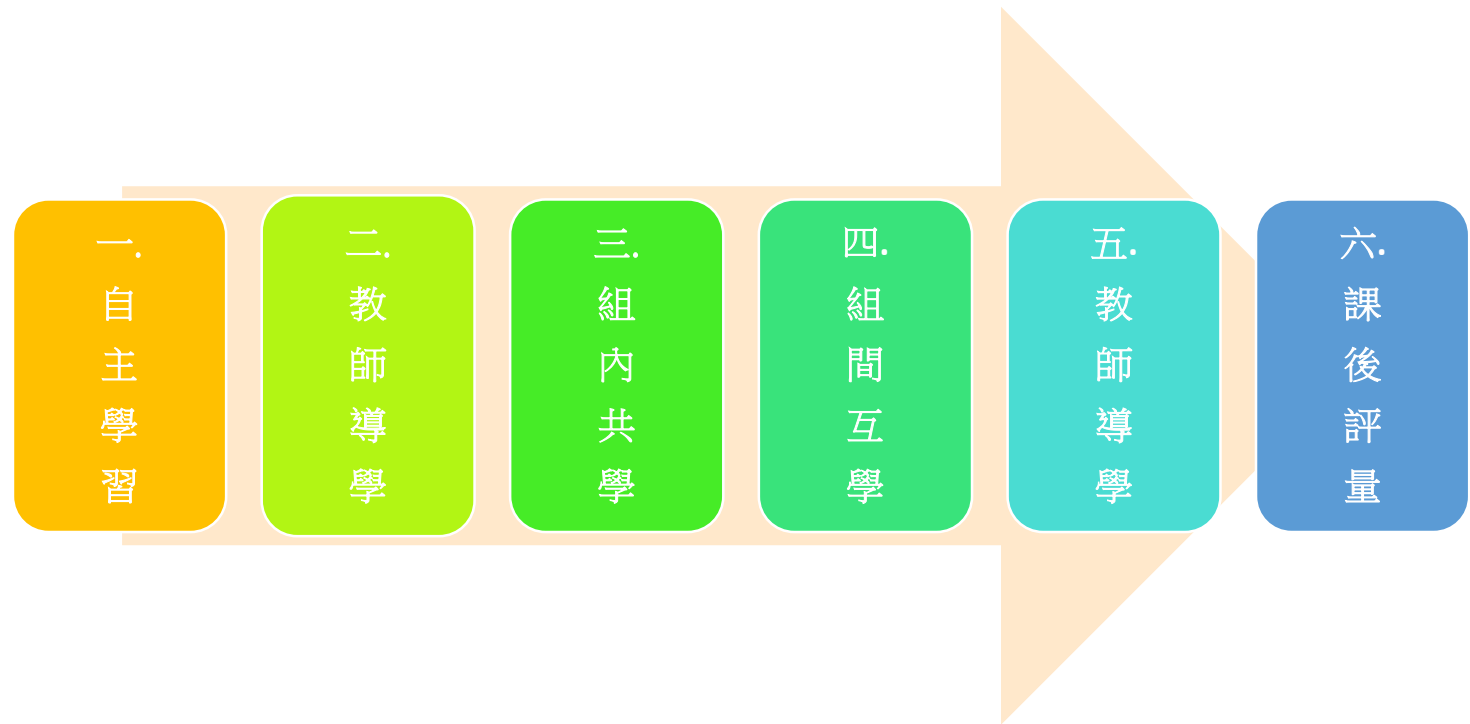 一.
自
主
學
習
二.
教
師
導
學
三.
組
內
共
學
四.
組
間
互
學
五.
教
師
導
學
六.
課
後
評
量